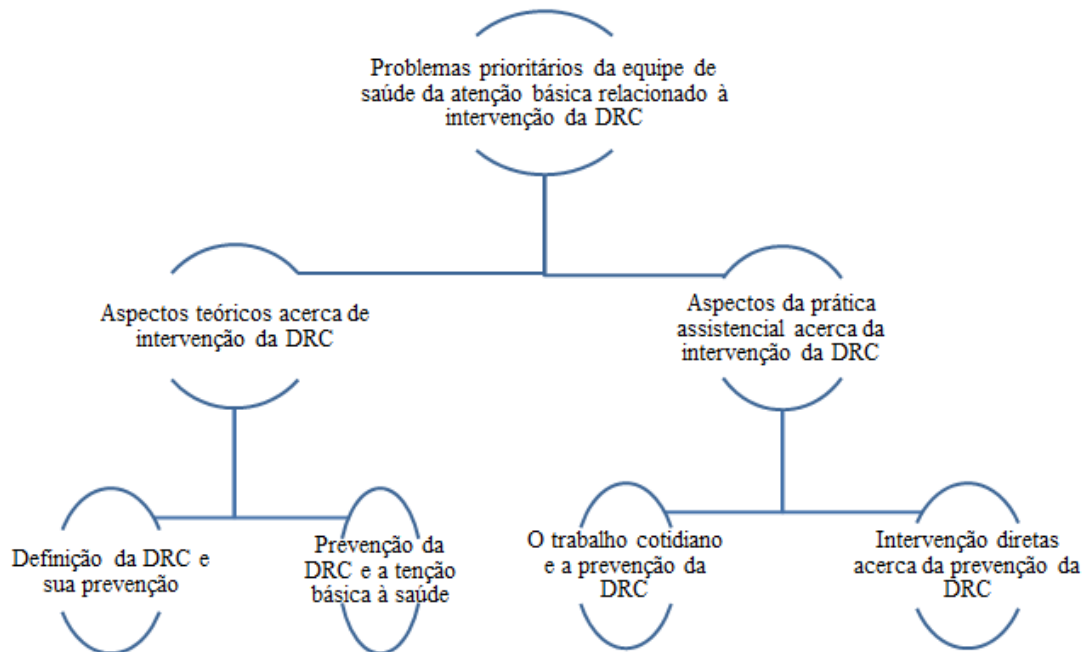 Problemas prioritários da equipe de
saúde da atenção básica relacionado à
intervenção da DRC
Aspectos teóricos acerca de
intervenção da DRC
Aspectos da prática
assistencial acerca da
intervenção da DRC
Definição da DRC e
sua prevenção
Prevenção da
DRC e a tenção
básica à saúde
O trabalho cotidiano
e a prevenção da
DRC
Intervenção diretas
acerca da prevenção da
DRC